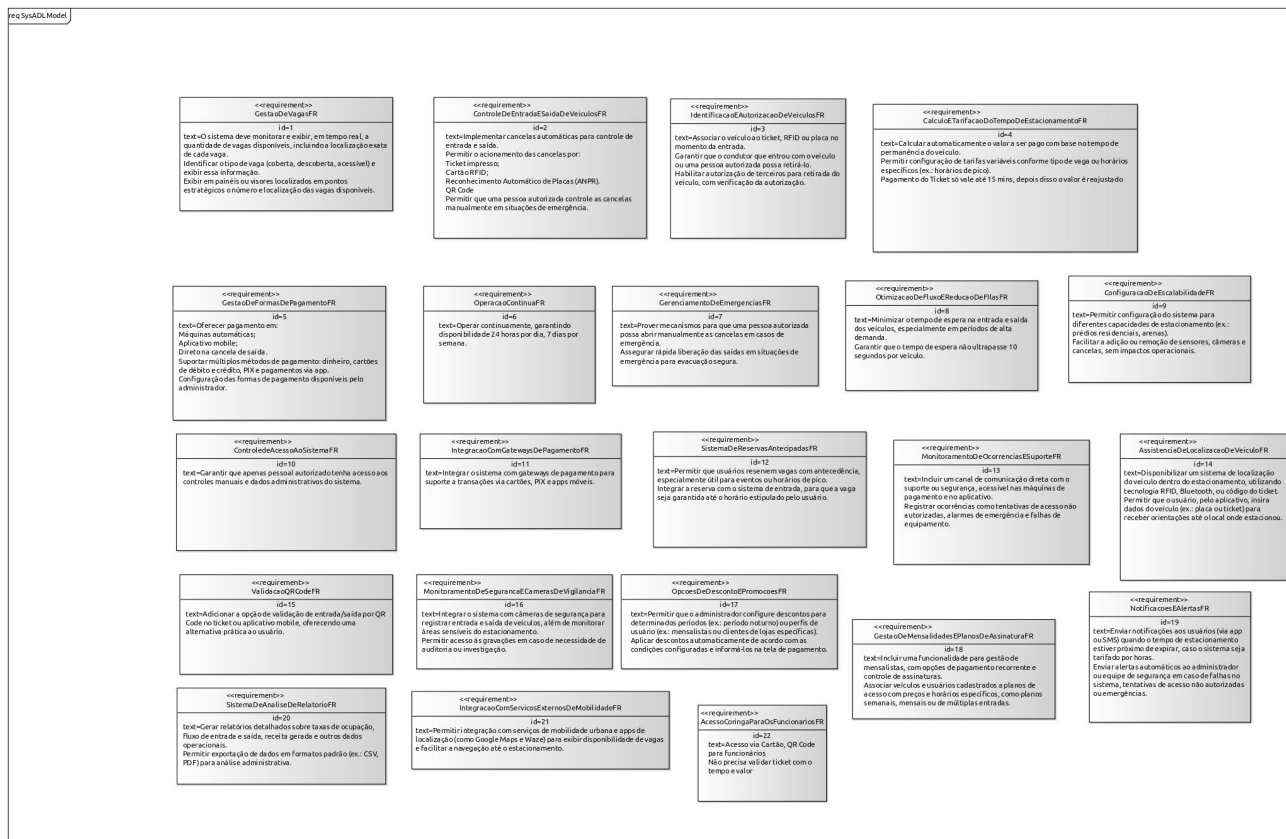 req SysADLModel
<<requirement>>
GestaoDeVagasFR
id=1
text=O sistema deve monitorar e exibir, em tempo real, a
quantidade de vagas disponíveis, incluindo a localização exata
de cada vaga.
Identificar o tipo de vaga (coberta, descoberta, acessível) e
exibir essa informação.
Exibir em painéis ou visores localizados em pontos
estratégicos o número e localização das vagas disponíveis.
<<requirement>>
ControleDeEntradaESaidaDeVeiculosFR
id=2
text=Implementar cancelas automáticas para controle de
entrada e saída.
Permitir o acionamento das cancelas por:
Ticket impresso;
Cartão RFID;
Reconhecimento Automático de Placas (ANPR).
QR Code
Permitir que uma pessoa autorizada controle as cancelas
manualmente em situações de emergência.
<<requirement>>
IdentificacaoEAutorizacaoDeVeiculosFR
id=3
text=Associar o veículo ao ticket, RFID ou placa no
momento da entrada.
Garantir que o condutor que entrou com o veículo
ou uma pessoa autorizada possa retirá-lo.
Habilitar autorização de terceiros para retirada do
veículo, com verificação da autorização.
<<requirement>>
CalculoETarifacaoDoTempoDeEstacionamentoFR
id=4
text=Calcular automaticamente o valor a ser pago com base no tempo de
permanência do veículo.
Permitir configuração de tarifas variáveis conforme tipo de vaga ou horários
específicos (ex.: horários de pico).
Pagamento do Ticket só vale até 15 mins, depois disso o valor é reajustado
<<requirement>>
GestaoDeFormasDePagamentoFR
id=5
text=Oferecer pagamento em:
Máquinas automáticas;
Aplicativo mobile;
Direto na cancela de saída.
Suportar múltiplos métodos de pagamento: dinheiro, cartões
de débito e crédito, PIX e pagamentos via app.
Configuração das formas de pagamento disponíveis pelo
administrador.
<<requirement>>
OperacaoContinuaFR
id=6
text=Operar continuamente, garantindo
disponibilidade 24 horas por dia, 7 dias por
semana.
<<requirement>>
GerenciamentoDeEmergenciasFR
id=7
text=Prover mecanismos para que uma pessoa autorizada
possa abrir manualmente as cancelas em casos de
emergência.
Assegurar rápida liberação das saídas em situações de
emergência para evacuação segura.
<<requirement>>
OtimizacaoDeFluxoEReducaoDeFIlasFR
id=8
text=Minimizar o tempo de espera na entrada e saída
dos veículos, especialmente em períodos de alta
demanda.
Garantir que o tempo de espera não ultrapasse 10
segundos por veículo.
<<requirement>>
ConfiguracaoDeEscalabilidadeFR
id=9
text=Permitir configuração do sistema para
diferentes capacidades de estacionamento (ex.:
prédios residenciais, arenas).
Facilitar a adição ou remoção de sensores, câmeras e
cancelas, sem impactos operacionais.
<<requirement>>
ControledeAcessoAoSistemaFR
id=10
text=Garantir que apenas pessoal autorizado tenha acesso aos
controles manuais e dados administrativos do sistema.
<<requirement>>
IntegracaoComGatewaysDePagamentoFR
id=11
text=Integrar o sistema com gateways de pagamento para
suporte a transações via cartões, PIX e apps móveis.
<<requirement>>
SistemaDeReservasAntecipadasFR
id=12
text=Permitir que usuários reservem vagas com antecedência,
especialmente útil para eventos ou horários de pico.
Integrar a reserva com o sistema de entrada, para que a vaga
seja garantida até o horário estipulado pelo usuário.
<<requirement>>
MonitoramentoDeOcorrenciasESuporteFR
id=13
text=Incluir um canal de comunicação direta com o
suporte ou segurança, acessível nas máquinas de
pagamento e no aplicativo.
Registrar ocorrências como tentativas de acesso não
autorizadas, alarmes de emergência e falhas de
equipamento.
<<requirement>>
AssistenciaDeLocalizacaoDeVeiculoFR
id=14
text=Disponibilizar um sistema de localização
do veículo dentro do estacionamento, utilizando
tecnologia RFID, Bluetooth, ou código do ticket.
Permitir que o usuário, pelo aplicativo, insira
dados do veículo (ex.: placa ou ticket) para
receber orientações até o local onde estacionou.
<<requirement>>
ValidacaoQRCodeFR
id=15
text=Adicionar a opção de validação de entrada/saída por QR
Code no ticket ou aplicativo mobile, oferecendo uma
alternativa prática ao usuário.
<<requirement>>
MonitoramentoDeSegurancaECamerasDeVigilanciaFR
id=16
text=Integrar o sistema com câmeras de segurança para
registrar entrada e saída de veículos, além de monitorar
áreas sensíveis do estacionamento.
Permitir acesso às gravações em caso de necessidade de
auditoria ou investigação.
<<requirement>>
OpcoesDeDescontoEPromocoesFR
id=17
text=Permitir que o administrador configure descontos para
determinados períodos (ex.: período noturno) ou perfis de
usuário (ex.: mensalistas ou clientes de lojas específicas).
Aplicar descontos automaticamente de acordo com as
condições configuradas e informá-los na tela de pagamento.
<<requirement>>
GestaoDeMensalidadesEPlanosDeAssinaturaFR
id=18
text=Incluir uma funcionalidade para gestão de
mensalistas, com opções de pagamento recorrente e
controle de assinaturas.
Associar veículos e usuários cadastrados a planos de
acesso com preços e horários específicos, como planos
semanais, mensais ou de múltiplas entradas.
<<requirement>>
NotificacoesEAlertasFR
id=19
text=Enviar notificações aos usuários (via app
ou SMS) quando o tempo de estacionamento
estiver próximo de expirar, caso o sistema seja
tarifado por horas.
Enviar alertas automáticos ao administrador
ou equipe de segurança em caso de falhas no
sistema, tentativas de acesso não autorizadas
ou emergências.
<<requirement>>
SIstemaDeAnaliseDeRelatorioFR
id=20
text=Gerar relatórios detalhados sobre taxas de ocupação,
fluxo de entrada e saída, receita gerada e outros dados
operacionais.
Permitir exportação de dados em formatos padrão (ex.: CSV,
PDF) para análise administrativa.
<<requirement>>
IntegracaoComServicosExternosDeMobilidadeFR
id=21
text=Permitir integração com serviços de mobilidade urbana e apps de
localização (como Google Maps e Waze) para exibir disponibilidade de vagas
e facilitar a navegação até o estacionamento.
<<requirement>>
AcessoCoringaParaOsFuncionariosFR
id=22
text=Acesso via Cartão, QR Code
para funcionários
Não precisa validar ticket com o
tempo e valor